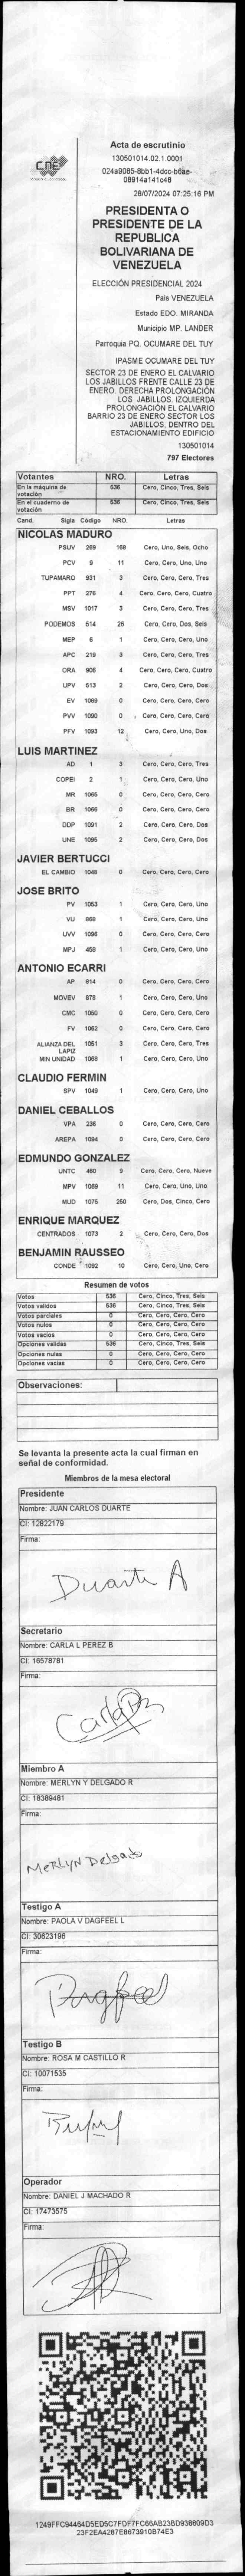 CNE
Acta de escrutinio
130501014.02.1.0001
024a9085-8bb1-4dcc-b6ae-
08914a141c48
28/07/2024 07:25:16 PM
PRESIDENTA O
PRESIDENTE DE LA
REPUBLICA
BOLIVARIANA DE
VENEZUELA
ELECCIÓN PRESIDENCIAL 2024
Pais VENEZUELA
Estado EDO. MIRANDA
Municipio MP. LANDER
Parroquia PQ. OCUMARE DEL TUY
IPASME OCUMARE DEL TUY
SECTOR 23 DE ENERO EL CALVARIO
LOS JABILLOS FRENTE CALLE 23 DE
ENERO. DERECHA PROLONGACIÓN
LOS JABILLOS. IZQUIERDA
PROLONGACIÓN EL CALVARIO
BARRIO 23 DE ENERO SECTOR LOS
JABILLOS, DENTRO DEL
ESTACIONAMIENTO EDIFICIO
130501014
797 Electores
Votantes NRO. Letras
En la máquina de votación 536 Cero, Cinco, Tres, Seis
En el cuaderno de votación 536 Cero, Cinco, Tres, Seis
Cand. Sigla Código NRO. Letras
NICOLAS MADURO
PSUV 269 168 Cero, Uno, Seis, Ocho
PCV 9 11 Cero, Cero, Uno, Uno
TUPAMARO 931 3 Cero, Cero, Cero, Tres
PPT 276 4 Cero, Cero, Cero, Cuatro
MSV 1017 3 Cero, Cero, Cero, Tres
PODEMOS 514 26 Cero, Cero, Dos, Seis
MEP 6 1 Cero, Cero, Cero, Uno
APC 219 3 Cero, Cero, Cero, Tres
ORA 906 4 Cero, Cero, Cero, Cuatro
UPV 513 2 Cero, Cero, Cero, Dos
EV 1089 0 Cero, Cero, Cero, Cero
PVV 1090 0 Cero, Cero, Cero, Cero
PFV 1093 12 Cero, Cero, Uno, Dos
LUIS MARTINEZ
AD 1 3 Cero, Cero, Cero, Tres
COPEI 2 1 Cero, Cero, Cero, Uno
MR 1065 0 Cero, Cero, Cero, Cero
BR 1066 0 Cero, Cero, Cero, Cero
DDP 1091 2 Cero, Cero, Cero, Dos
UNE 1095 2 Cero, Cero, Cero, Dos
JAVIER BERTUCCI
EL CAMBIO 1048 0 Cero, Cero, Cero, Cero
JOSE BRITO
PV 1053 1 Cero, Cero, Cero, Uno
VU 868 1 Cero, Cero, Cero, Uno
UVV 1096 0 Cero, Cero, Cero, Cero
MPJ 458 1 Cero, Cero, Cero, Uno
ANTONIO ECARRI
AP 814 0 Cero, Cero, Cero, Cero
MOVEV 878 1 Cero, Cero, Cero, Uno
CMC 1050 0 Cero, Cero, Cero, Cero
FV 1062 0 Cero, Cero, Cero, Cero
ALIANZA DEL LAPIZ 1051 3 Cero, Cero, Cero, Tres
MIN UNIDAD 1068 1 Cero, Cero, Cero, Uno
CLAUDIO FERMIN
SPV 1049 1 Cero, Cero, Cero, Uno
DANIEL CEBALLOS
VPA 236 0 Cero, Cero, Cero, Cero
AREPA 1094 0 Cero, Cero, Cero, Cero
EDMUNDO GONZALEZ
UNTC 460 9 Cero, Cero, Cero, Nueve
MPV 1069 11 Cero, Cero, Uno, Uno
MUD 1075 250 Cero, Dos, Cinco, Cero
ENRIQUE MARQUEZ
CENTRADOS 1073 2 Cero, Cero, Cero, Dos
BENJAMIN RAUSSEO
CONDE 1092 10 Cero, Cero, Uno, Cero
Resumen de votos
Votos 536 Cero, Cinco, Tres, Seis
Votos validos 536 Cero, Cinco, Tres, Seis
Votos parciales 0 Cero, Cero, Cero, Cero
Votos nulos 0 Cero, Cero, Cero, Cero
Votos vacios 0 Cero, Cero, Cero, Cero
Opciones validas 536 Cero, Cinco, Tres, Seis
Opciones nulas 0 Cero, Cero, Cero, Cero
Opciones vacias 0 Cero, Cero, Cero, Cero
Observaciones:
Se levanta la presente acta la cual firman en
señal de conformidad.
Miembros de la mesa electoral
Presidente
Nombre: JUAN CARLOS DUARTE
CI: 12822179
Firma:
Duarte A
Secretario
Nombre: CARLA L PEREZ B
CI: 16578781
Firma:
Miembro A
Nombre: MERLYN Y DELGADO R
CI: 18389481
Firma:
Merlyn Delgado
Testigo A
Nombre: PAOLA V DAGFEEL L
CI: 30623196
Firma:
Dagfeel
Testigo B
Nombre: ROSA M CASTILLO R
CI: 10071535
Firma:
Operador
Nombre: DANIEL J MACHADO R
CI: 17473575
Firma:
1249FFC94464D5ED5C7FDF7FC66AB23BD938609D3
23F2EA4287E8673910B74E3